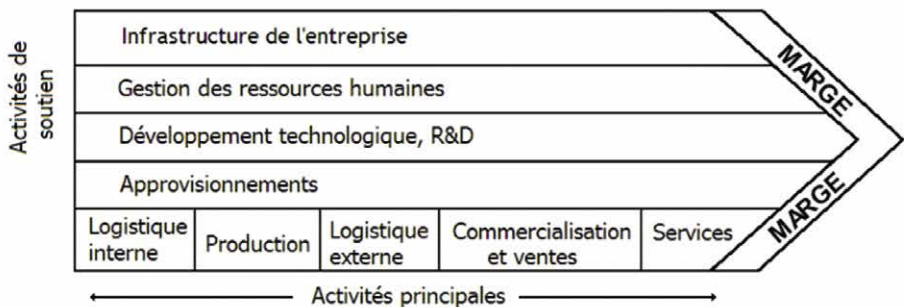 Activités de
soutien
Infrastructure de l'entreprise
Gestion des ressources humaines
Développement technologique, R&D
Approvisionnements
Logistique
interne
Production
Logistique
externe
Commercialisation
et ventes
Services
MARGE
MARGE
Activités principales